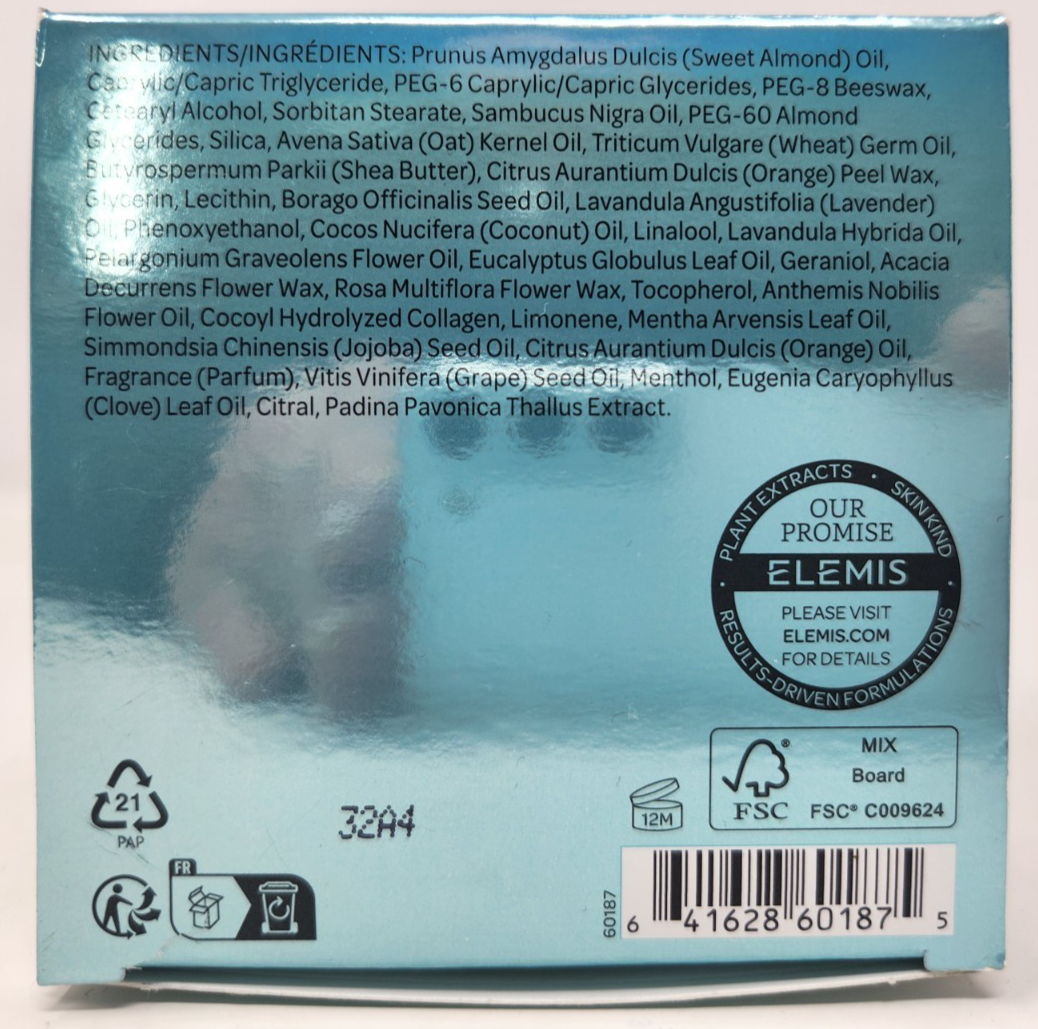 INGREDIENTS/INGRÉDIENTS: Prunus Amygdalus Dulcis (Sweet Almond) Oil,
Caprylic/Capric Triglyceride, PEG-6 Caprylic/Capric Glycerides, PEG-8 Beeswax,
Cetearyl Alcohol, Sorbitan Stearate, Sambucus Nigra Oil, PEG-60 Almond
Glycerides, Silica, Avena Sativa (Oat) Kernel Oil, Triticum Vulgare (Wheat) Germ Oil,
Butyrospermum Parkii (Shea Butter), Citrus Aurantium Dulcis (Orange) Peel Wax,
Glycerin, Lecithin, Borago Officinalis Seed Oil, Lavandula Angustifolia (Lavender)
Oil, Phenoxyethanol, Cocos Nucifera (Coconut) Oil, Linalool, Lavandula Hybrida Oil,
Pelargonium Graveolens Flower Oil, Eucalyptus Globulus Leaf Oil, Geraniol, Acacia
Decurrens Flower Wax, Rosa Multiflora Flower Wax, Tocopherol, Anthemis Nobilis
Flower Oil, Cocoyl Hydrolyzed Collagen, Limonene, Mentha Arvensis Leaf Oil,
Simmondsia Chinensis (Jojoba) Seed Oil, Citrus Aurantium Dulcis (Orange) Oil,
Fragrance (Parfum), Vitis Vinifera (Grape) Seed Oil, Menthol, Eugenia Caryophyllus
(Clove) Leaf Oil, Citral, Padina Pavonica Thallus Extract.
PLANT EXTRACTS · SKIN KIND ·
OUR
PROMISE
ELEMIS
PLEASE VISIT
ELEMIS.COM
FOR DETAILS
RESULTS-DRIVEN FORMULATIONS ·
21
PAP
32A4
12M
FSC®
MIX
Board
FSC® C009624
FR
60187
6 41628 60187 5